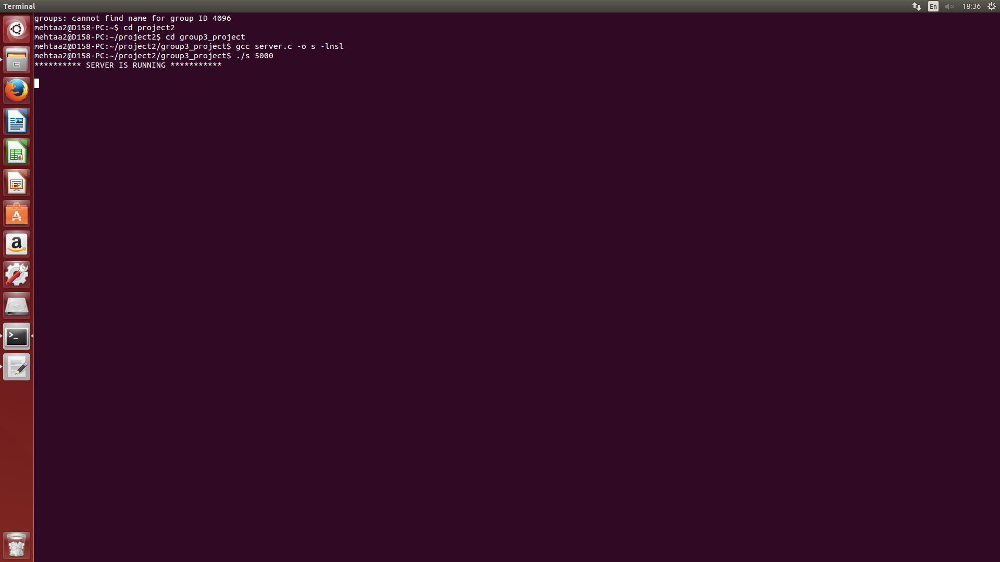 Terminal
En
18:36
groups: cannot find name for group ID 4096
mehtaa2@D158-PC:~$ cd project2
mehtaa2@D158-PC:~/project2$ cd group3_project
mehtaa2@D158-PC:~/project2/group3_project$ gcc server.c -o s -lnsl
mehtaa2@D158-PC:~/project2/group3_project$ ./s 5000
********** SERVER IS RUNNING ***********